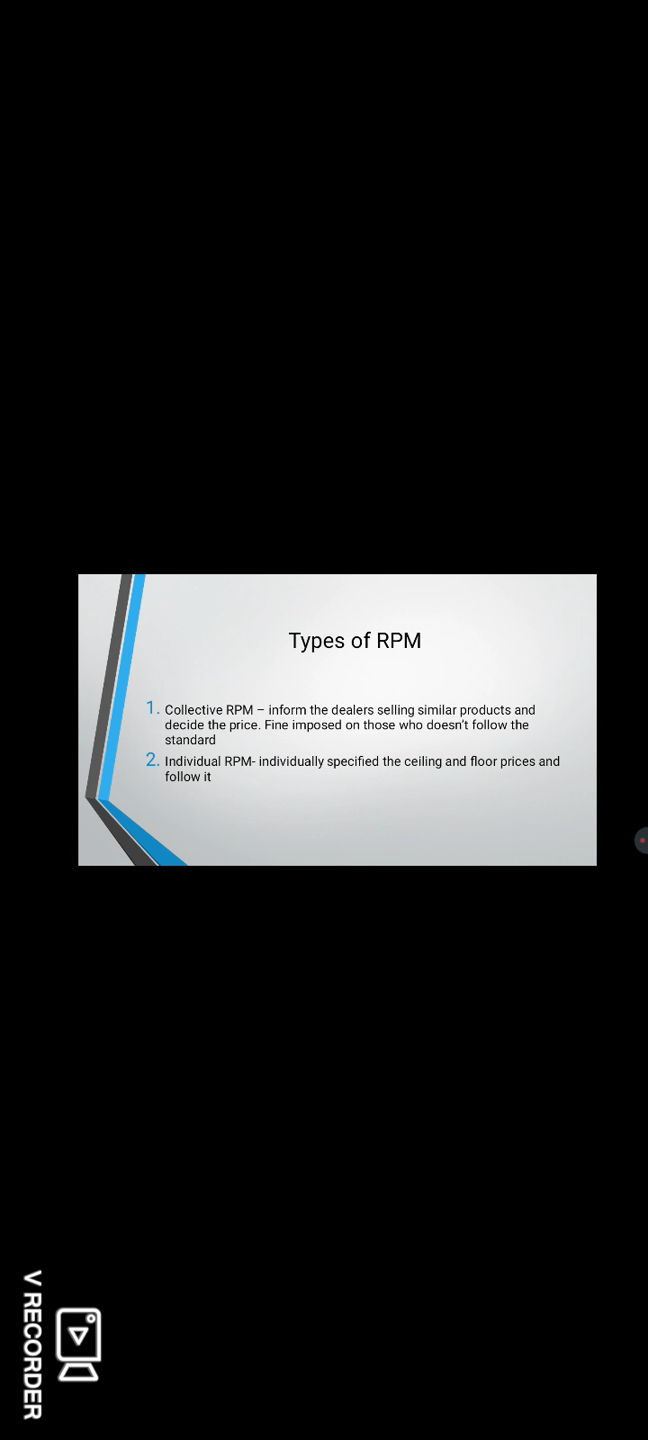 Types of RPM
1. Collective RPM – inform the dealers selling similar products and
decide the price. Fine imposed on those who doesn't follow the
standard
2. Individual RPM- individually specified the ceiling and floor prices and
follow it
V RECORDER